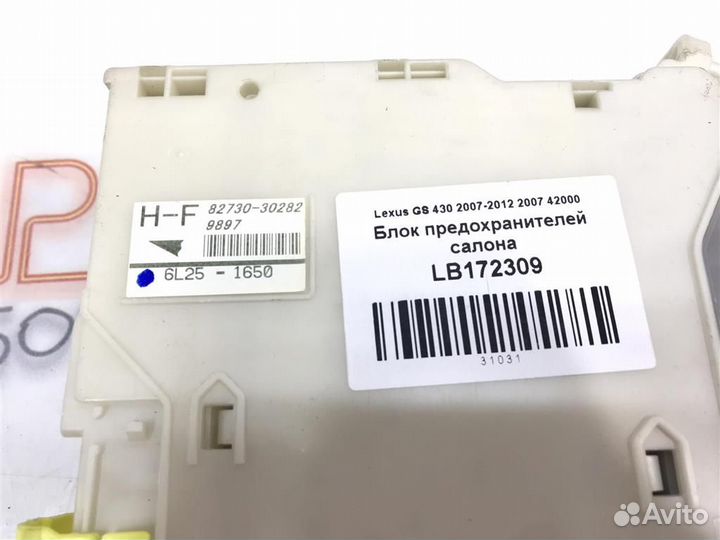 H-F 82730-30282
9897
6L25 - 1650
Lexus GS 430 2007-2012 2007 42000
Блок предохранителей
салона
LB172309
31031
Avito